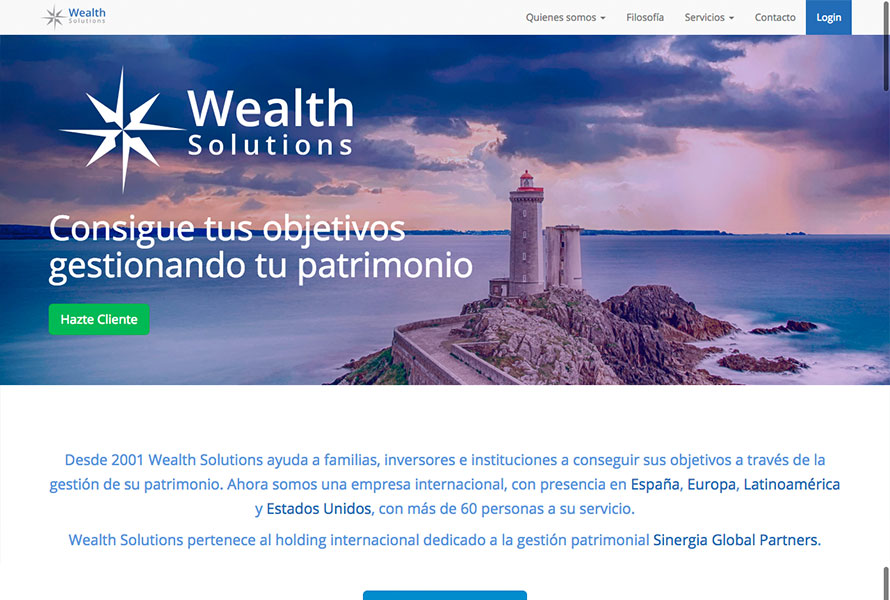 Wealth
Solutions
Quienes somos
Filosofía
Servicios
Contacto
Login
Wealth
Solutions
Consigue tus objetivos
gestionando tu patrimonio
Hazte Cliente
Desde 2001 Wealth Solutions ayuda a familias, inversores e instituciones a conseguir sus objetivos a través de la
gestión de su patrimonio. Ahora somos una empresa internacional, con presencia en España, Europa, Latinoamérica
y Estados Unidos, con más de 60 personas a su servicio.
Wealth Solutions pertenece al holding internacional dedicado a la gestión patrimonial Sinergia Global Partners.